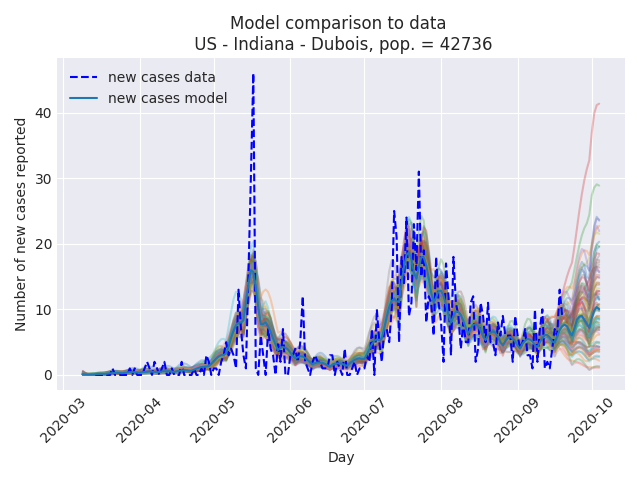 Model comparison to data
US - Indiana - Dubois, pop. = 42736
new cases data
new cases model
Number of new cases reported
40
30
20
10
0
2020-03
2020-04
2020-05
2020-06
2020-07
2020-08
2020-09
2020-10
Day